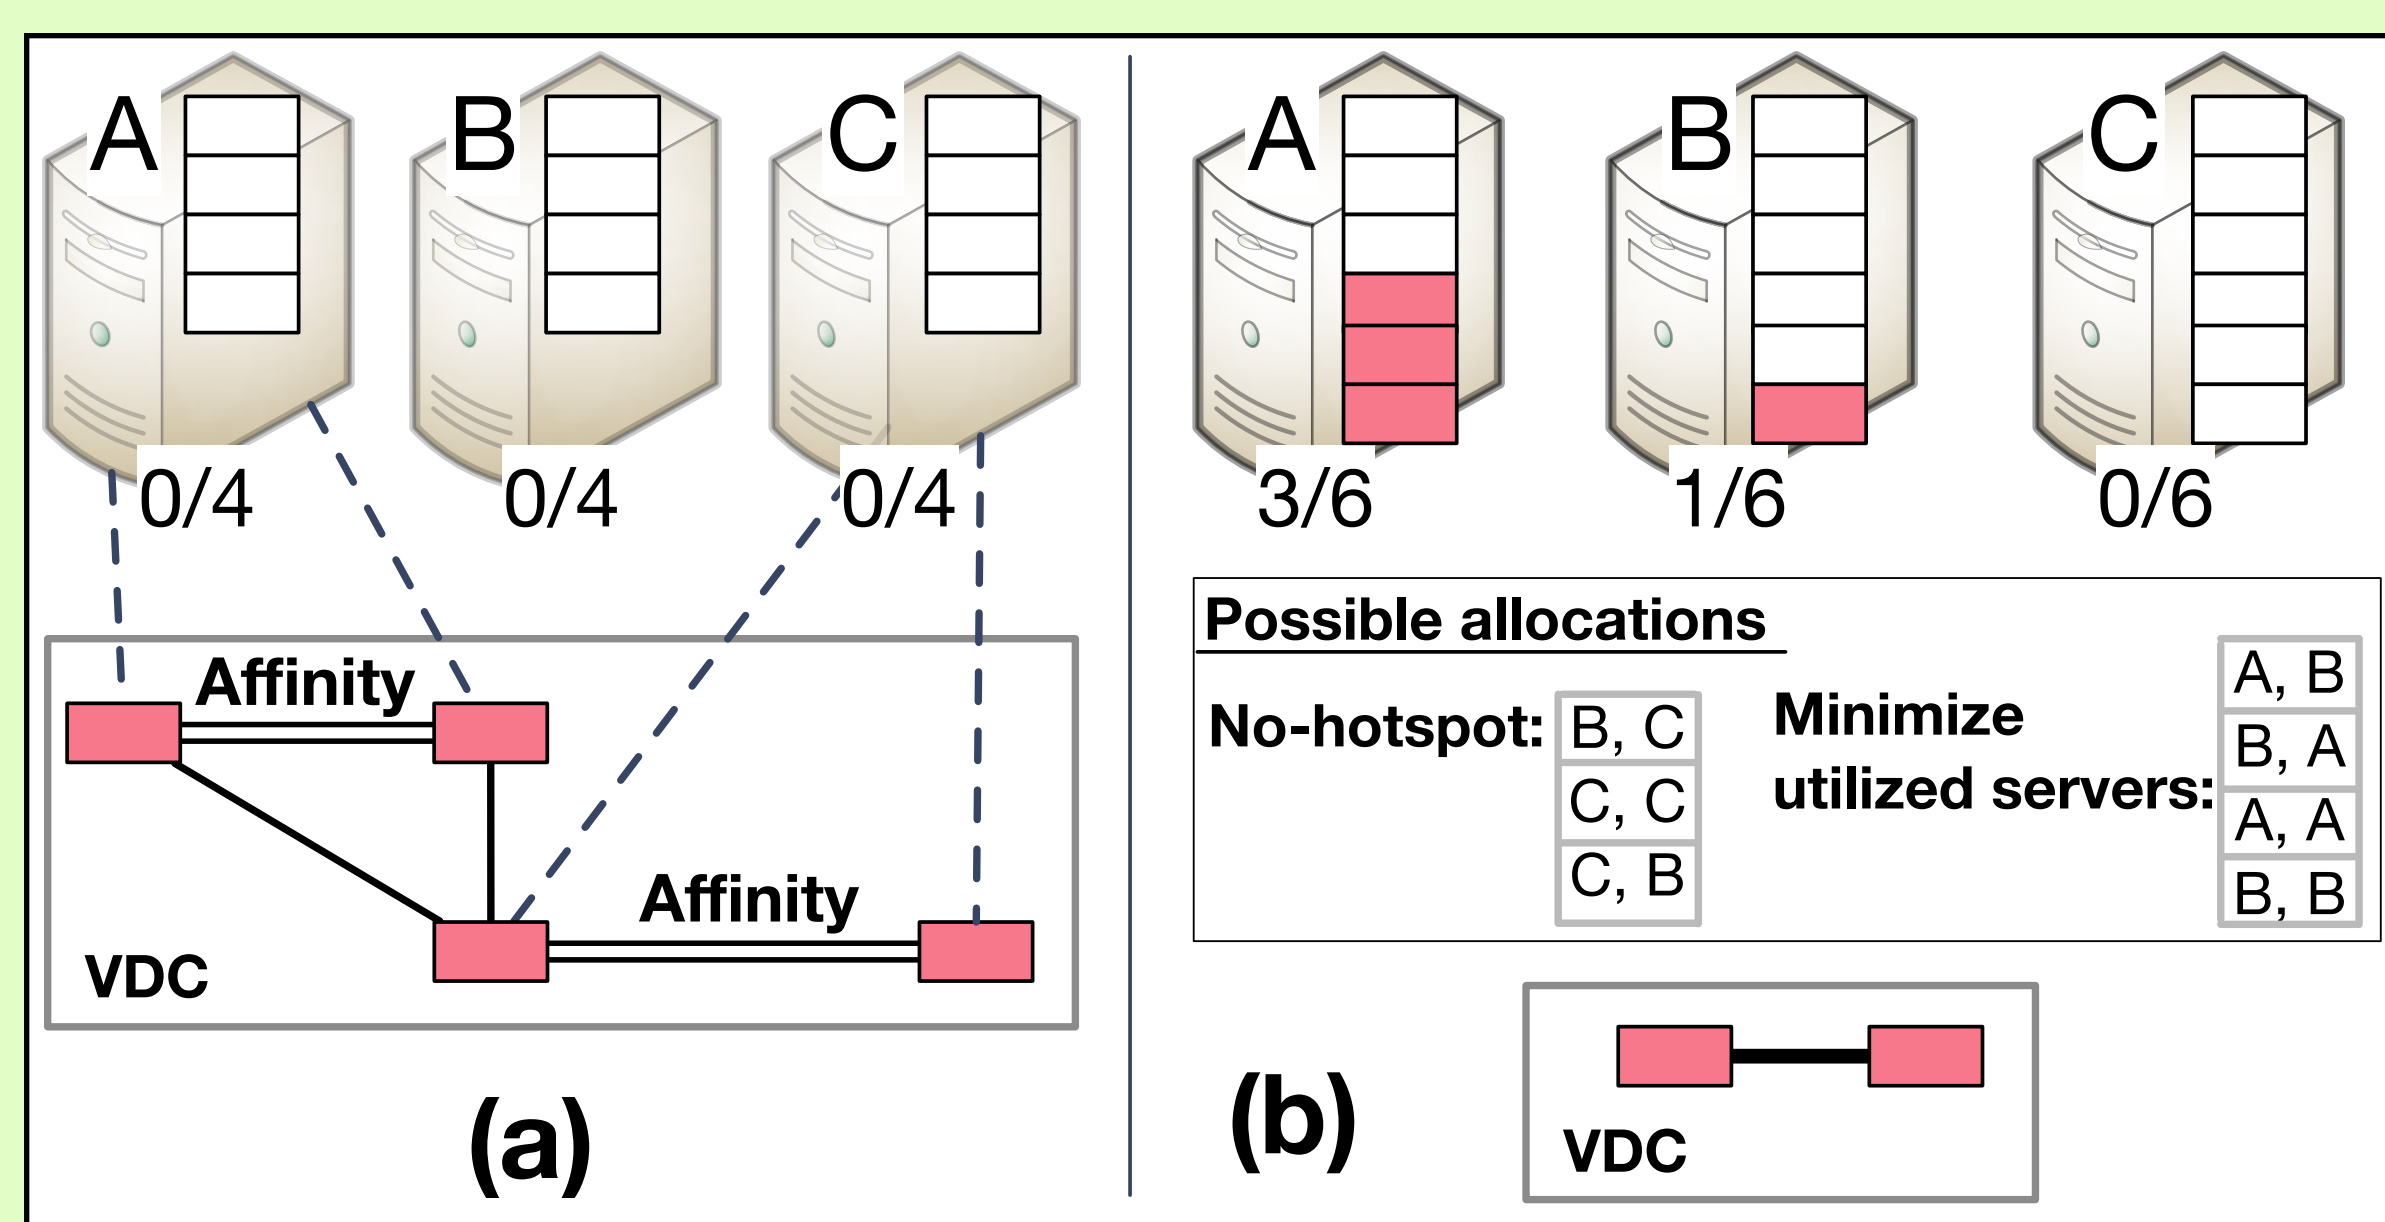 A
B
C
0/4
0/4
0/4
Affinity
Affinity
VDC
(a)
A
B
C
3/6
1/6
0/6
Possible allocations
No-hotspot:
B, C
C, C
C, B
Minimize
utilized servers:
A, B
B, A
A, A
B, B
VDC
(b)